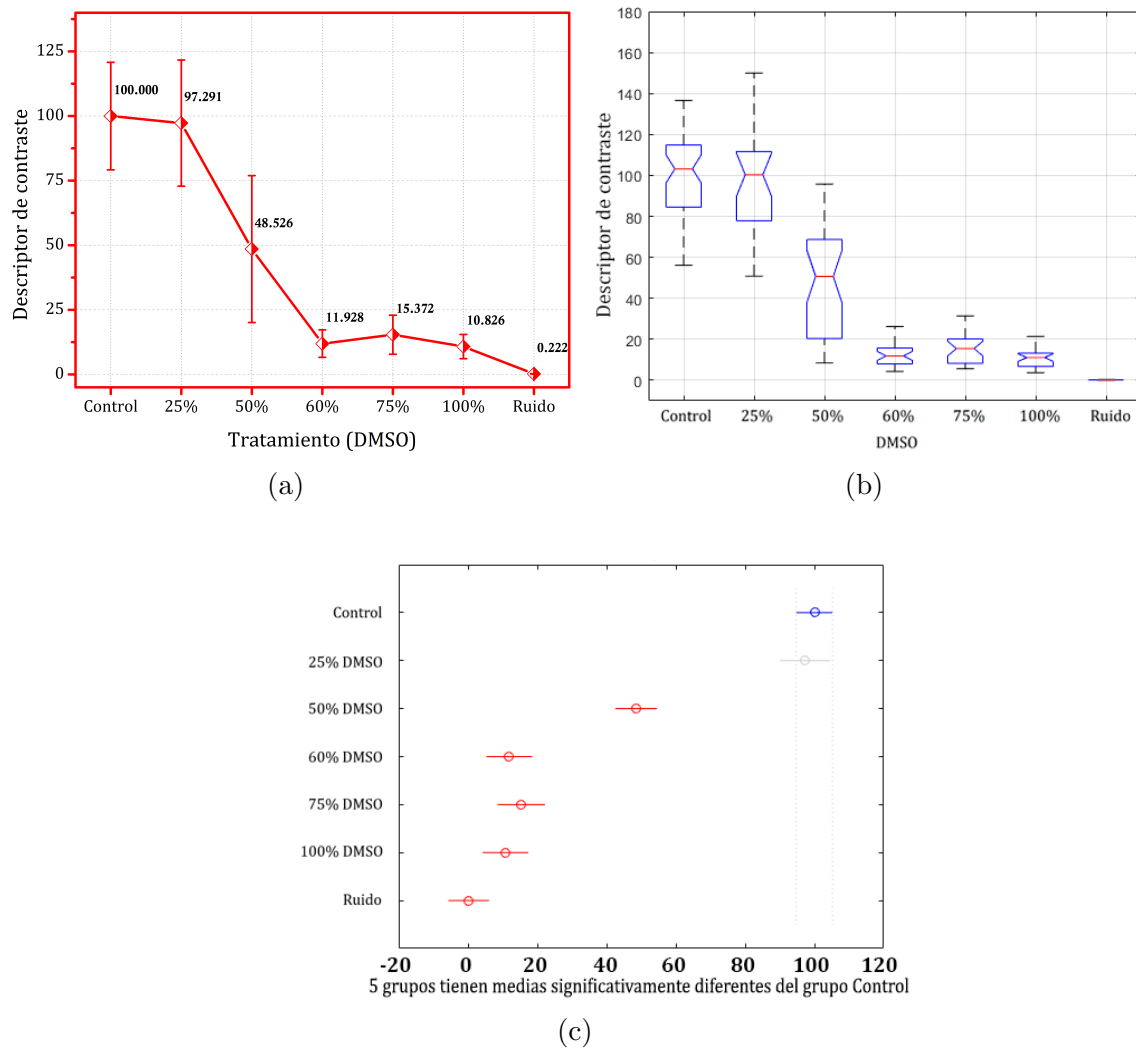 Descriptor de contraste
125
100
75
50
25
0
100.000
97.291
48.526
11.928
15.372
10.826
0.222
Control 25% 50% 60% 75% 100% Ruido
Tratamiento (DMSO)
(a)
Descriptor de contraste
180
160
140
120
100
80
60
40
20
0
Control 25% 50% 60% 75% 100% Ruido
DMSO
(b)
Control
25% DMSO
50% DMSO
60% DMSO
75% DMSO
100% DMSO
Ruido
-20 0 20 40 60 80 100 120
5 grupos tienen medias significativamente diferentes del grupo Control
(c)